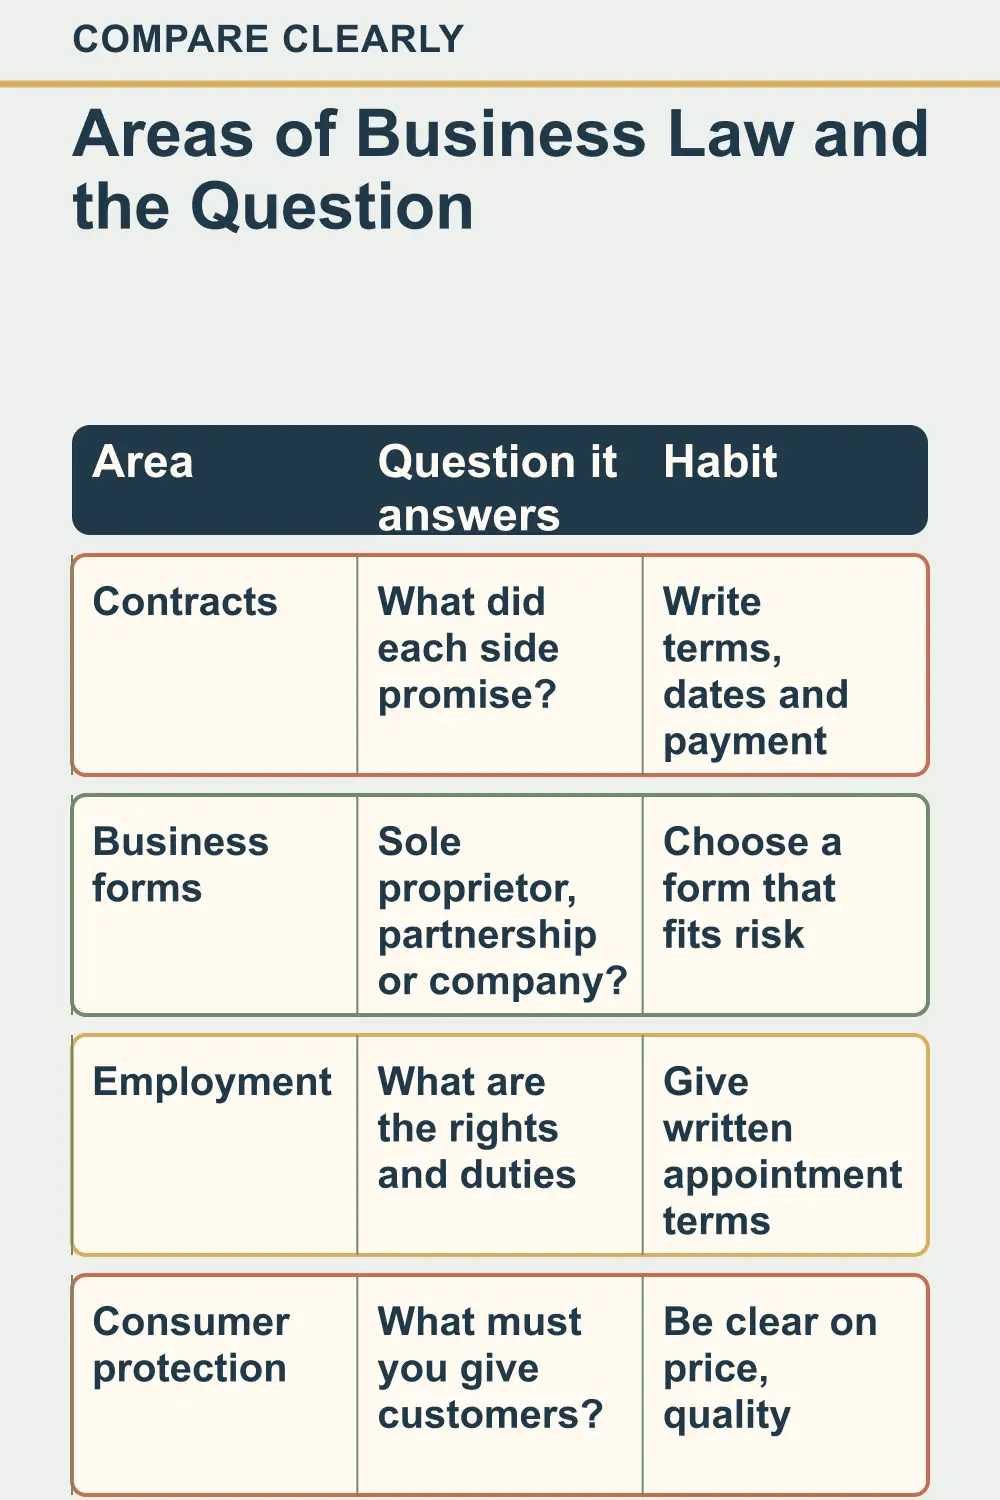 COMPARE CLEARLY
Areas of Business Law and
the Question
Area
Question it
answers
Habit
Contracts
What did
each side
promise?
Write
terms,
dates and
payment
Business
forms
Sole
proprietor,
partnership
or company?
Choose a
form that
fits risk
Employment
What are
the rights
and duties
Give
written
appointment
terms
Consumer
protection
What must
you give
customers?
Be clear on
price,
quality